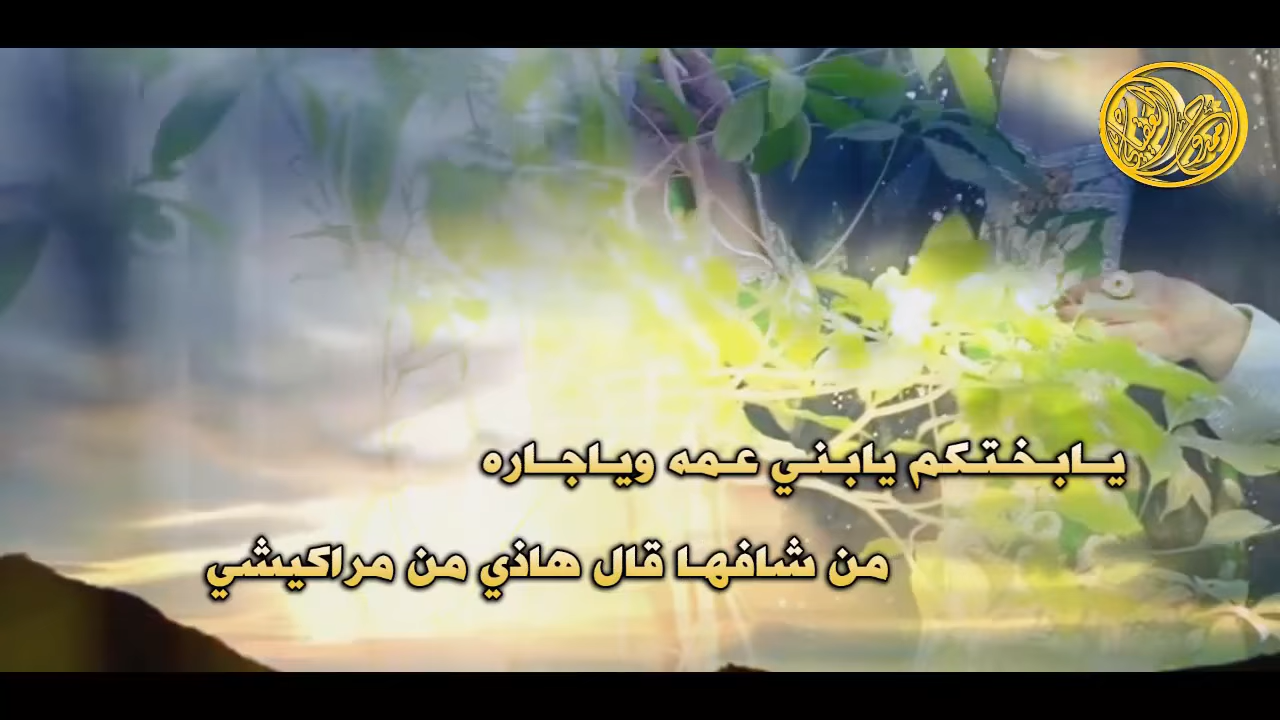 يابختكم يابني عمه وياجاره
من شافها قال هاذي من مراكيشي